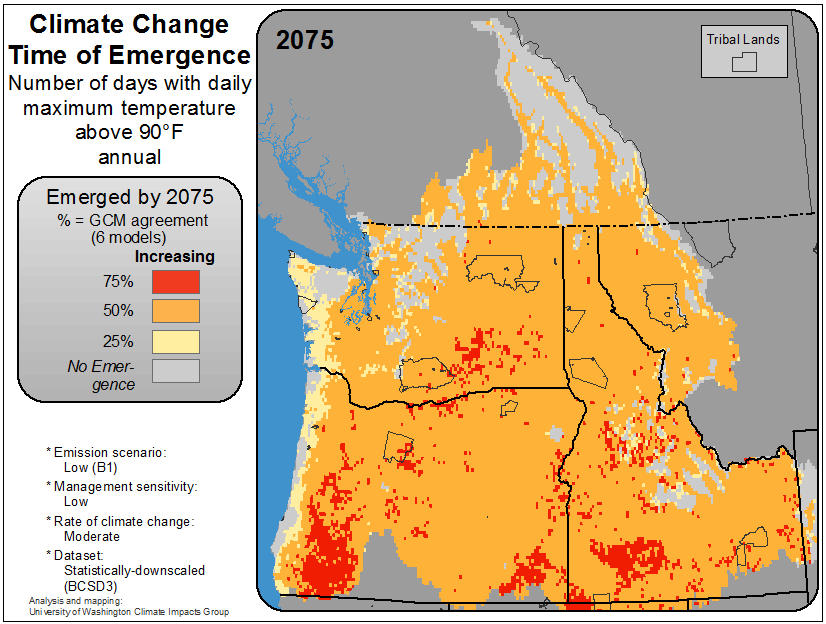 Climate Change
Time of Emergence
Number of days with daily
maximum temperature
above 90°F
annual
Emerged by 2075
% = GCM agreement
(6 models)
Increasing
75%
50%
25%
No Emer-
gence
* Emission scenario:
Low (B1)
* Management sensitivity:
Low
* Rate of climate change:
Moderate
* Dataset:
Statistically-downscaled
(BCSD3)
Analysis and mapping:
University of Washington Climate Impacts Group
2075
Tribal Lands